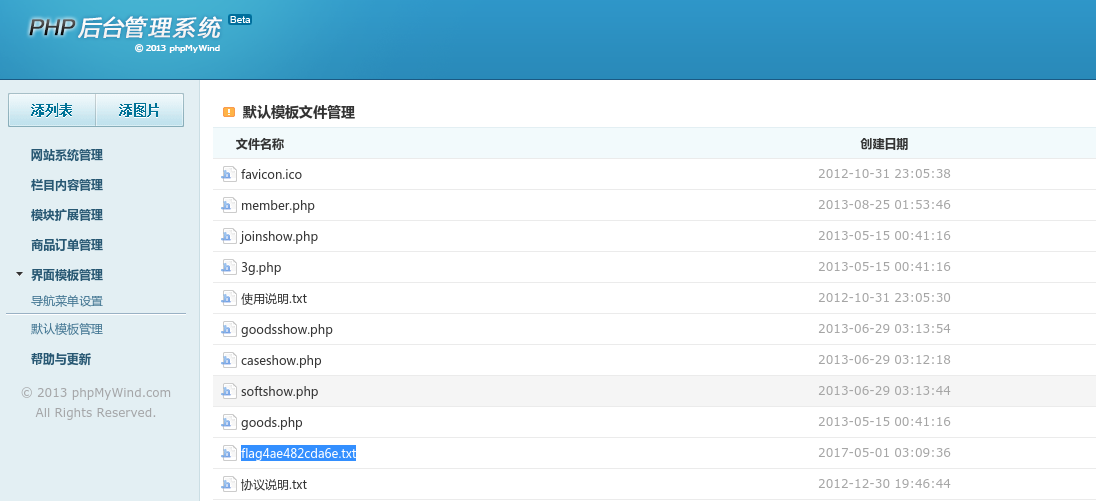 PHP 后台管理系统 Beta
© 2013 phpMyWind
添列表 添图片
网站系统管理
栏目内容管理
模块扩展管理
商品订单管理
界面模板管理
导航菜单设置
默认模板管理
帮助与更新
© 2013 phpMyWind.com
All Rights Reserved.
默认模板文件管理
文件名称 创建日期
favicon.ico 2012-10-31 23:05:38
member.php 2013-08-25 01:53:46
joinshow.php 2013-05-15 00:41:16
3g.php 2013-05-15 00:41:16
使用说明.txt 2012-10-31 23:05:30
goodsshow.php 2013-06-29 03:13:54
caseshow.php 2013-06-29 03:12:18
softshow.php 2013-06-29 03:13:44
goods.php 2013-05-15 00:41:16
flag4ae482cda6e.txt 2017-05-01 03:09:36
协议说明.txt 2012-12-30 19:46:44